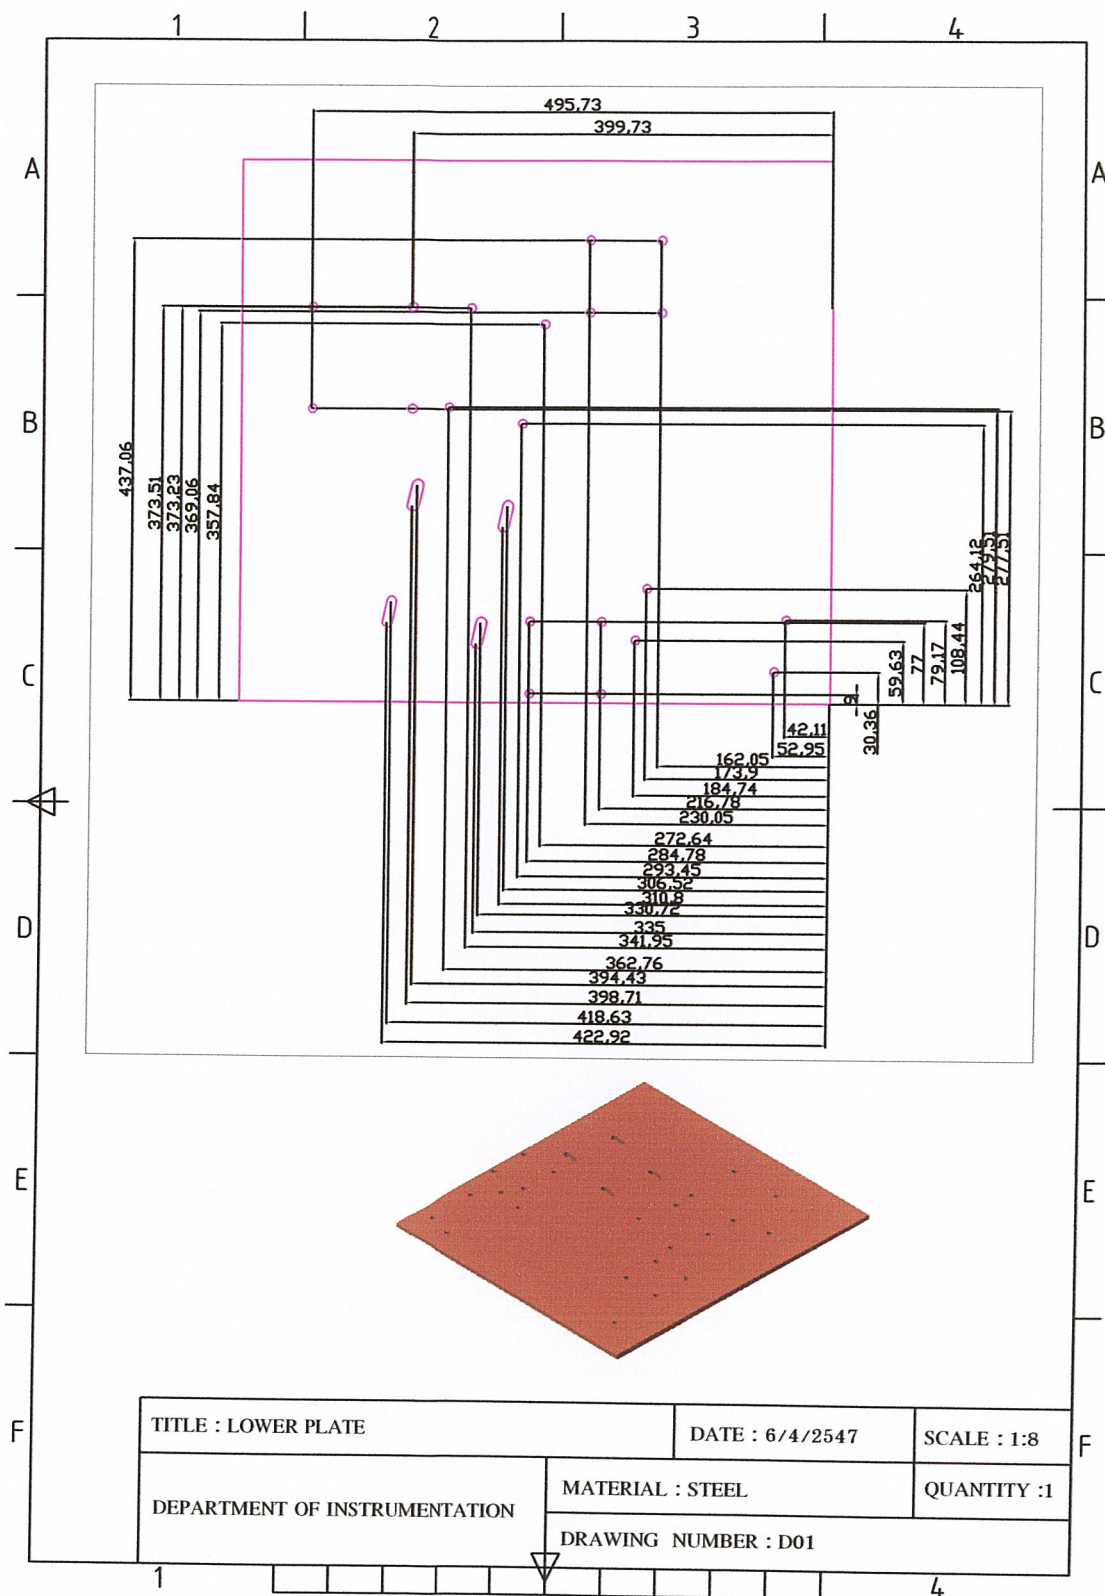 1 2 3 4
A A
B B
C C
D D
E E
F F
495,73
399,73
437,06
373,51
373,23
369,06
357,84
264,12
279,51
277,51
108,44
79,17
77
59,63
30,36
9
42,11
52,95
162,05
173,9
184,74
216,78
230,05
272,64
284,78
293,45
306,52
310,8
330,72
335
341,95
362,76
394,43
398,71
418,63
422,92
TITLE : LOWER PLATE
DATE : 6/4/2547
SCALE : 1:8
DEPARTMENT OF INSTRUMENTATION
MATERIAL : STEEL
QUANTITY :1
DRAWING NUMBER : D01
1 4